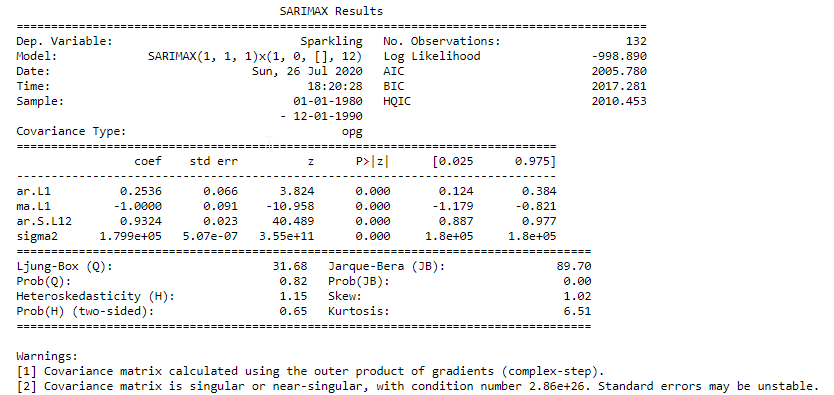 SARIMAX Results
==============================================================================
Dep. Variable: Sparkling No. Observations: 132
Model: SARIMAX(1, 1, 1)x(1, 0, [], 12) Log Likelihood -998.890
Date: Sun, 26 Jul 2020 AIC 2005.780
Time: 18:20:28 BIC 2017.281
Sample: 01-01-1980 HQIC 2010.453
- 12-01-1990
Covariance Type: opg
==============================================================================
coef std err z P>|z| [0.025 0.975]
------------------------------------------------------------------------------
ar.L1 0.2536 0.066 3.824 0.000 0.124 0.384
ma.L1 -1.0000 0.091 -10.958 0.000 -1.179 -0.821
ar.S.L12 0.9324 0.023 40.489 0.000 0.887 0.977
sigma2 1.799e+05 5.07e-07 3.55e+11 0.000 1.8e+05 1.8e+05
==============================================================================
Ljung-Box (Q): 31.68 Jarque-Bera (JB): 89.70
Prob(Q): 0.82 Prob(JB): 0.00
Heteroskedasticity (H): 1.15 Skew: 1.02
Prob(H) (two-sided): 0.65 Kurtosis: 6.51
==============================================================================
Warnings:
[1] Covariance matrix calculated using the outer product of gradients (complex-step).
[2] Covariance matrix is singular or near-singular, with condition number 2.86e+26. Standard errors may be unstable.